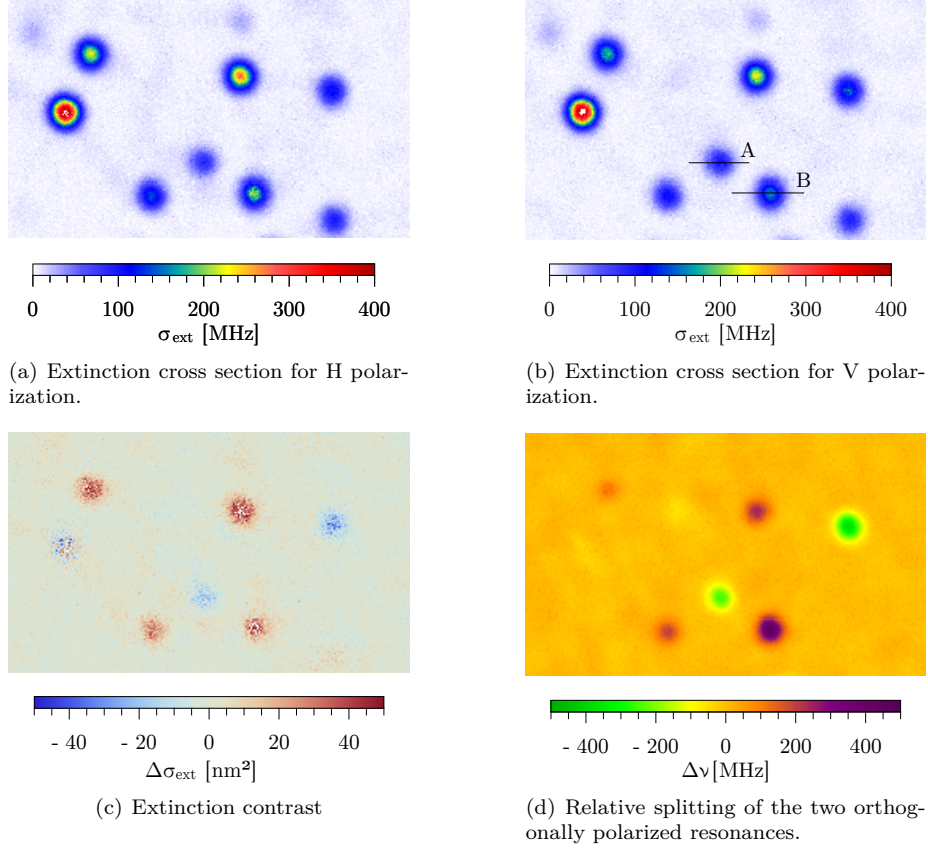 A
B
0 100 200 300 400
σext [MHz]
0 100 200 300 400
σext [MHz]
(a) Extinction cross section for H polar-
ization.
(b) Extinction cross section for V polar-
ization.
- 40 - 20 0 20 40
Δσext [nm²]
- 400 - 200 0 200 400
Δν[MHz]
(c) Extinction contrast
(d) Relative splitting of the two orthog-
onally polarized resonances.